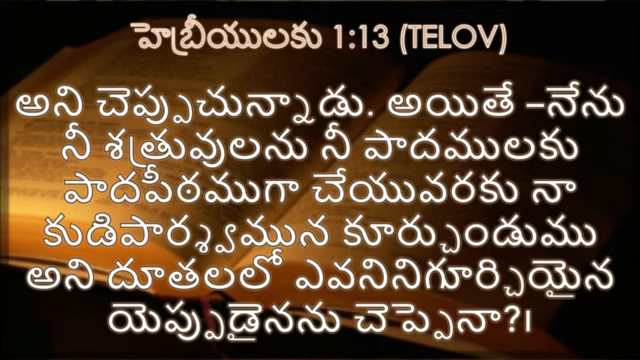 హెబ్రీయులకు 1:13 (TELOV)
అని చెప్పుచున్నాడు. అయితే –నేను
నీ శత్రువులను నీ పాదములకు
పాదపీఠముగా చేయువరకు నా
కుడిపార్శ్వమున కూర్చుండుము
అని దూతలలో ఎవనినిగూర్చియైన
యెప్పుడైనను చెప్పెనా?।